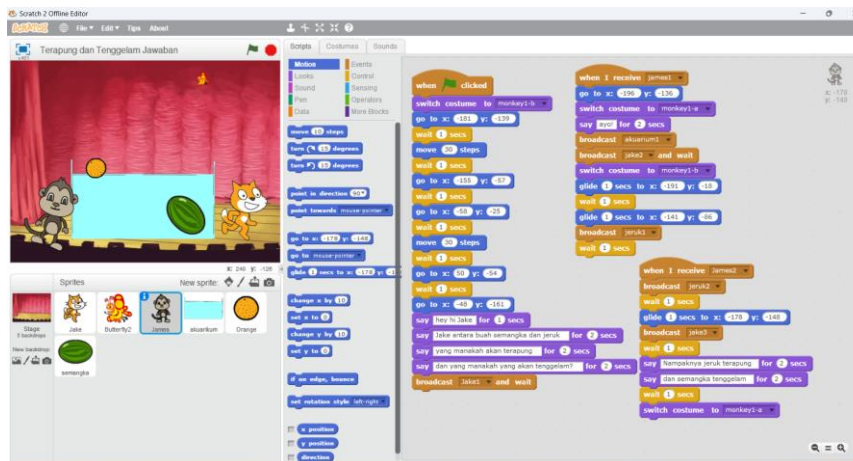 Scratch 2 Offline Editor
SCRATCH File Edit Tips About
Terapung dan Tenggelam Jawaban
X: 240 y: -126
Sprites New sprite:
Stage
5 backdrops
New backdrop:
Jake
Butterfly2
James
akuarium
Orange
semangka
Scripts Costumes Sounds
Motion Events
Looks Control
Sound Sensing
Pen Operators
Data More Blocks
move 10 steps
turn 15 degrees
turn 15 degrees
point in direction 90
point towards mouse-pointer
go to x: -178 y: -148
go to mouse-pointer
glide 1 secs to x: -178 y:
change x by 10
set x to 0
change y by 10
set y to 0
if on edge, bounce
set rotation style left-right
x position
y position
direction
when clicked
switch costume to monkey1-b
go to x: -181 y: -139
wait 1 secs
move 30 steps
wait 1 secs
go to x: -155 y: -57
wait 1 secs
go to x: -58 y: -25
wait 1 secs
move 30 steps
wait 1 secs
go to x: 50 y: -54
wait 1 secs
go to x: -48 y: -161
say hey hi Jake for 1 secs
say Jake antara buah semangka dan jeruk for 2 secs
say yang manakah akan terapung for 2 secs
say dan yang manakah yang akan tenggelam? for 2 secs
broadcast Jake1 and wait
when I receive james1
go to x: -196 y: -136
switch costume to monkey1-a
say ayo! for 2 secs
broadcast akuarium1
broadcast jake2 and wait
switch costume to monkey1-b
glide 1 secs to x: -191 y: -18
wait 1 secs
glide 1 secs to x: -141 y: -86
broadcast jeruk1
wait 1 secs
when I receive James2
broadcast jeruk2
wait 1 secs
glide 1 secs to x: -178 y: -148
broadcast jake3
wait 1 secs
say Nampaknya jeruk terapung for 2 secs
say dan semangka tenggelam for 2 secs
wait 1 secs
switch costume to monkey1-a